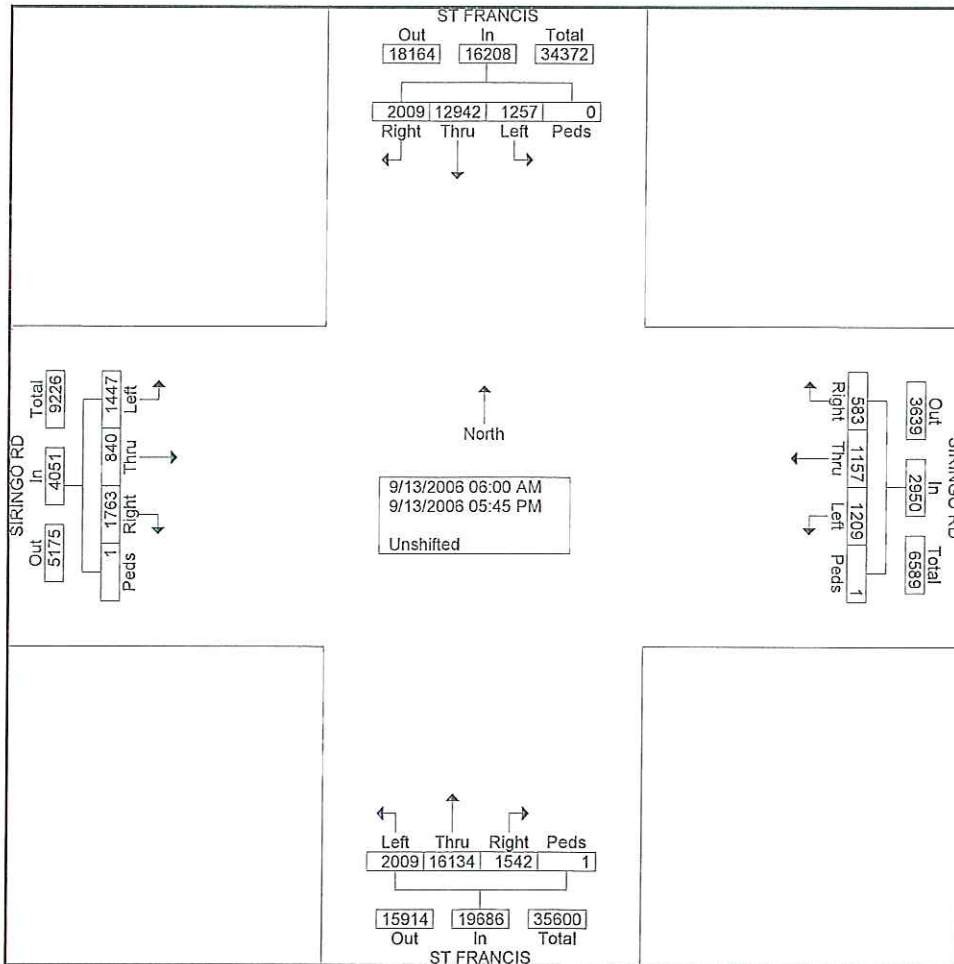 ST FRANCIS
Out In Total
18164 16208 34372
2009 12942 1257 0
Right Thru Left Peds
SIRINGO RD
Total In Out
9226 4051 5175
1447 840 1763 1
Left Thru Right Peds
North
9/13/2006 06:00 AM
9/13/2006 05:45 PM
Unshifted
SIRINGO RD
Out In Total
3639 2950 6589
583 1157 1209 1
Right Thru Left Peds
Left Thru Right Peds
2009 16134 1542 1
15914 19686 35600
Out In Total
ST FRANCIS